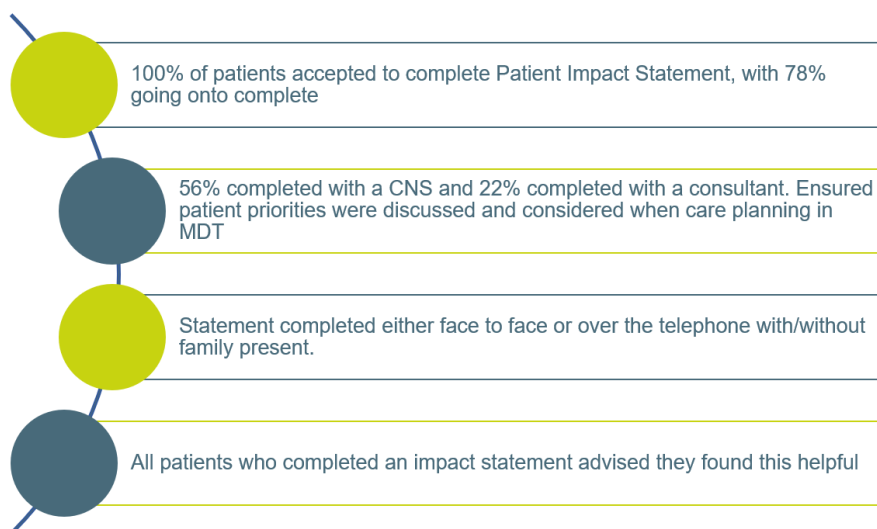 100% of patients accepted to complete Patient Impact Statement, with 78%
going onto complete
56% completed with a CNS and 22% completed with a consultant. Ensured
patient priorities were discussed and considered when care planning in
MDT
Statement completed either face to face or over the telephone with/without
family present.
All patients who completed an impact statement advised they found this helpful